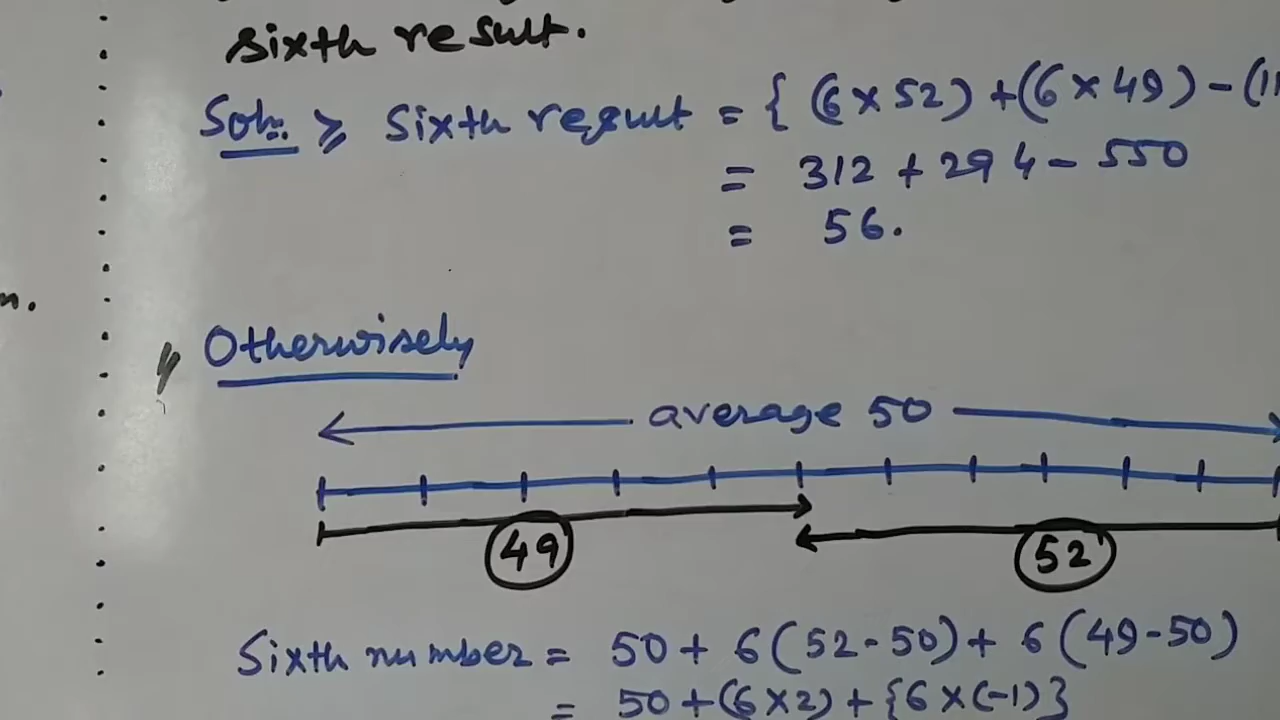 sixth result.
Soln. ⩾ Sixth result = { (6 x 52) + (6 x 49) - (11
= 312 + 294 - 550
= 56.
n.
Otherwisely
average 50
49
52
Sixth number = 50 + 6 (52 - 50) + 6 (49 - 50)
= 50 + (6 x 2) + {6 x (-1)}